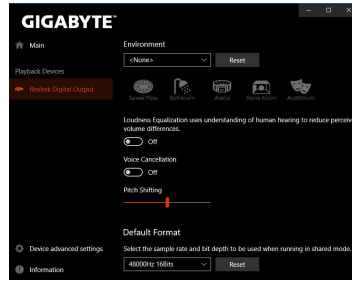 GIGABYTE™
Main
Playback Devices
Realtek Digital Output
Device advanced settings
Information
Environment
<None>
Reset
Sewer Pipe Bathroom Arena Stone Room Auditorium
Loudness Equalization uses understanding of human hearing to reduce perceive
volume differences.
Off
Voice Cancellation
Off
Pitch Shifting
Default Format
Select the sample rate and bit depth to be used when running in shared mode.
48000Hz 16Bits
Reset